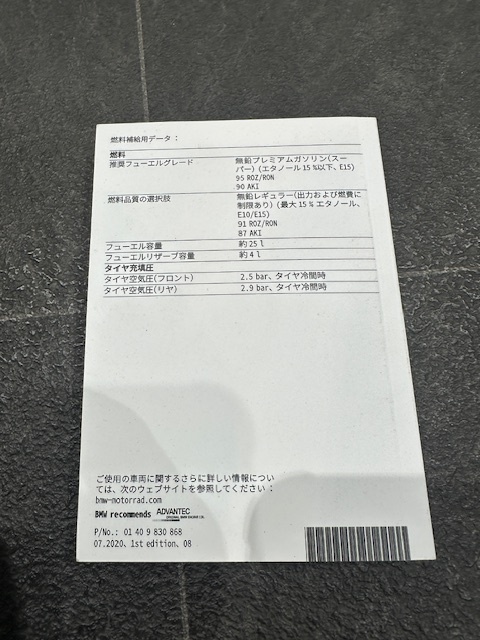 燃料補給用データ：
燃料
推奨フューエルグレード 無鉛プレミアムガソリン(スー
パー) (エタノール 15 %以下、E15)
95 ROZ/RON
90 AKI
燃料品質の選択肢 無鉛レギュラー(出力および燃費に
制限あり) (最大 15 % エタノール、
E10/E15)
91 ROZ/RON
87 AKI
フューエル容量 約 25 l
フューエルリザーブ容量 約 4 l
タイヤ充填圧
タイヤ空気圧(フロント) 2.5 bar、タイヤ冷間時
タイヤ空気圧(リヤ) 2.9 bar、タイヤ冷間時
ご使用の車両に関するさらに詳しい情報につい
ては、次のウェブサイトを参照してください：
bmw-motorrad.com
BMW recommends ADVANTEC
ORIGINAL BMW ENGINE OIL
P/No.: 01 40 9 830 868
07.2020、1st edition、08